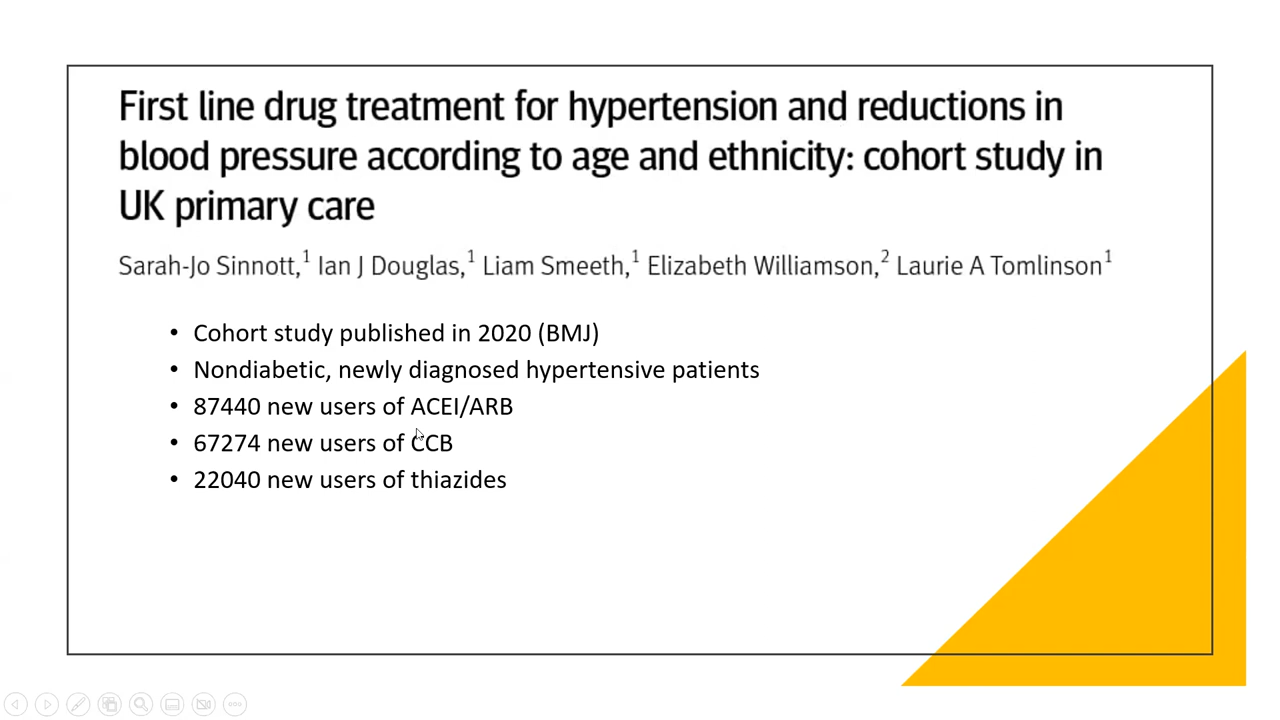 First line drug treatment for hypertension and reductions in
blood pressure according to age and ethnicity: cohort study in
UK primary care
Sarah-Jo Sinnott,1 Ian J Douglas,1 Liam Smeeth,1 Elizabeth Williamson,2 Laurie A Tomlinson1
• Cohort study published in 2020 (BMJ)
• Nondiabetic, newly diagnosed hypertensive patients
• 87440 new users of ACEI/ARB
• 67274 new users of CCB
• 22040 new users of thiazides